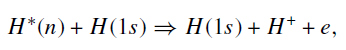 H*(n) + H(1s) ⇒ H(1s) + H⁺ + e,